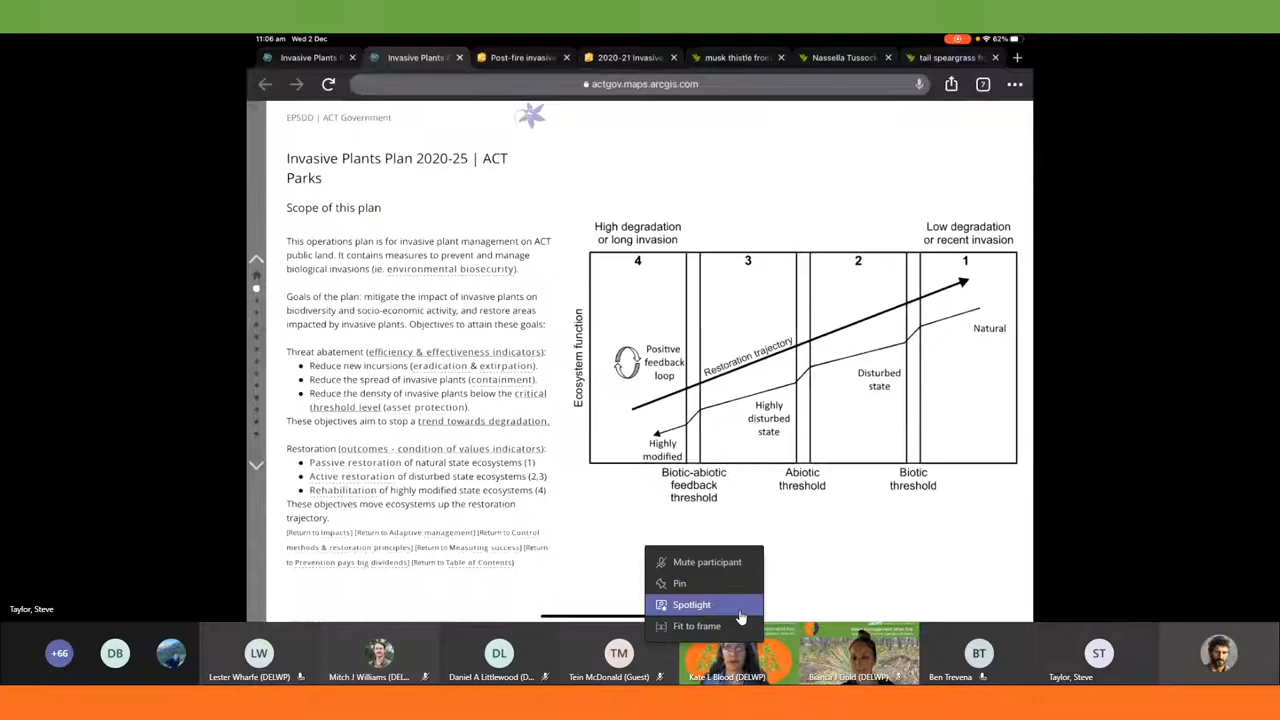 11:06 am Wed 2 Dec
62%
Invasive Plants
Invasive Plants
Post-fire invasive
2020-21 Invasive
musk thistle from
Nassella Tussoc
tail speargrass
actgov.maps.arcgis.com
7
EPSDD | ACT Government
Invasive Plants Plan 2020-25 | ACT
Parks
Scope of this plan
This operations plan is for invasive plant management on ACT
public land. It contains measures to prevent and manage
biological invasions (ie. environmental biosecurity).
Goals of the plan: mitigate the impact of invasive plants on
biodiversity and socio-economic activity, and restore areas
impacted by invasive plants. Objectives to attain these goals:
Threat abatement (efficiency & effectiveness indicators):
• Reduce new incursions (eradication & extirpation).
• Reduce the spread of invasive plants (containment).
• Reduce the density of invasive plants below the critical
threshold level (asset protection).
These objectives aim to stop a trend towards degradation.
Restoration (outcomes - condition of values indicators):
• Passive restoration of natural state ecosystems (1)
• Active restoration of disturbed state ecosystems (2,3)
• Rehabilitation of highly modified state ecosystems (4)
These objectives move ecosystems up the restoration
trajectory.
[Return to Impacts] [Return to Adaptive management] [Return to Control
methods & restoration principles] [Return to Measuring success] [Return
to Prevention pays big dividends] [Return to Table of Contents]
High degradation
or long invasion
Low degradation
or recent invasion
4
3
2
1
Ecosystem function
Positive
feedback
loop
Restoration trajectory
Natural
Disturbed
state
Highly
disturbed
state
Highly
modified
Biotic-abiotic
feedback
threshold
Abiotic
threshold
Biotic
threshold
Mute participant
Pin
Spotlight
Fit to frame
Taylor, Steve
+66
DB
LW
Lester Wharfe (DELWP)
Mitch J Williams (DEL...
DL
Daniel A Littlewood (D...
TM
Tein McDonald (Guest)
Kate L Blood (DELWP)
Bianca J Gold (DELWP)
BT
Ben Trevena
ST
Taylor, Steve